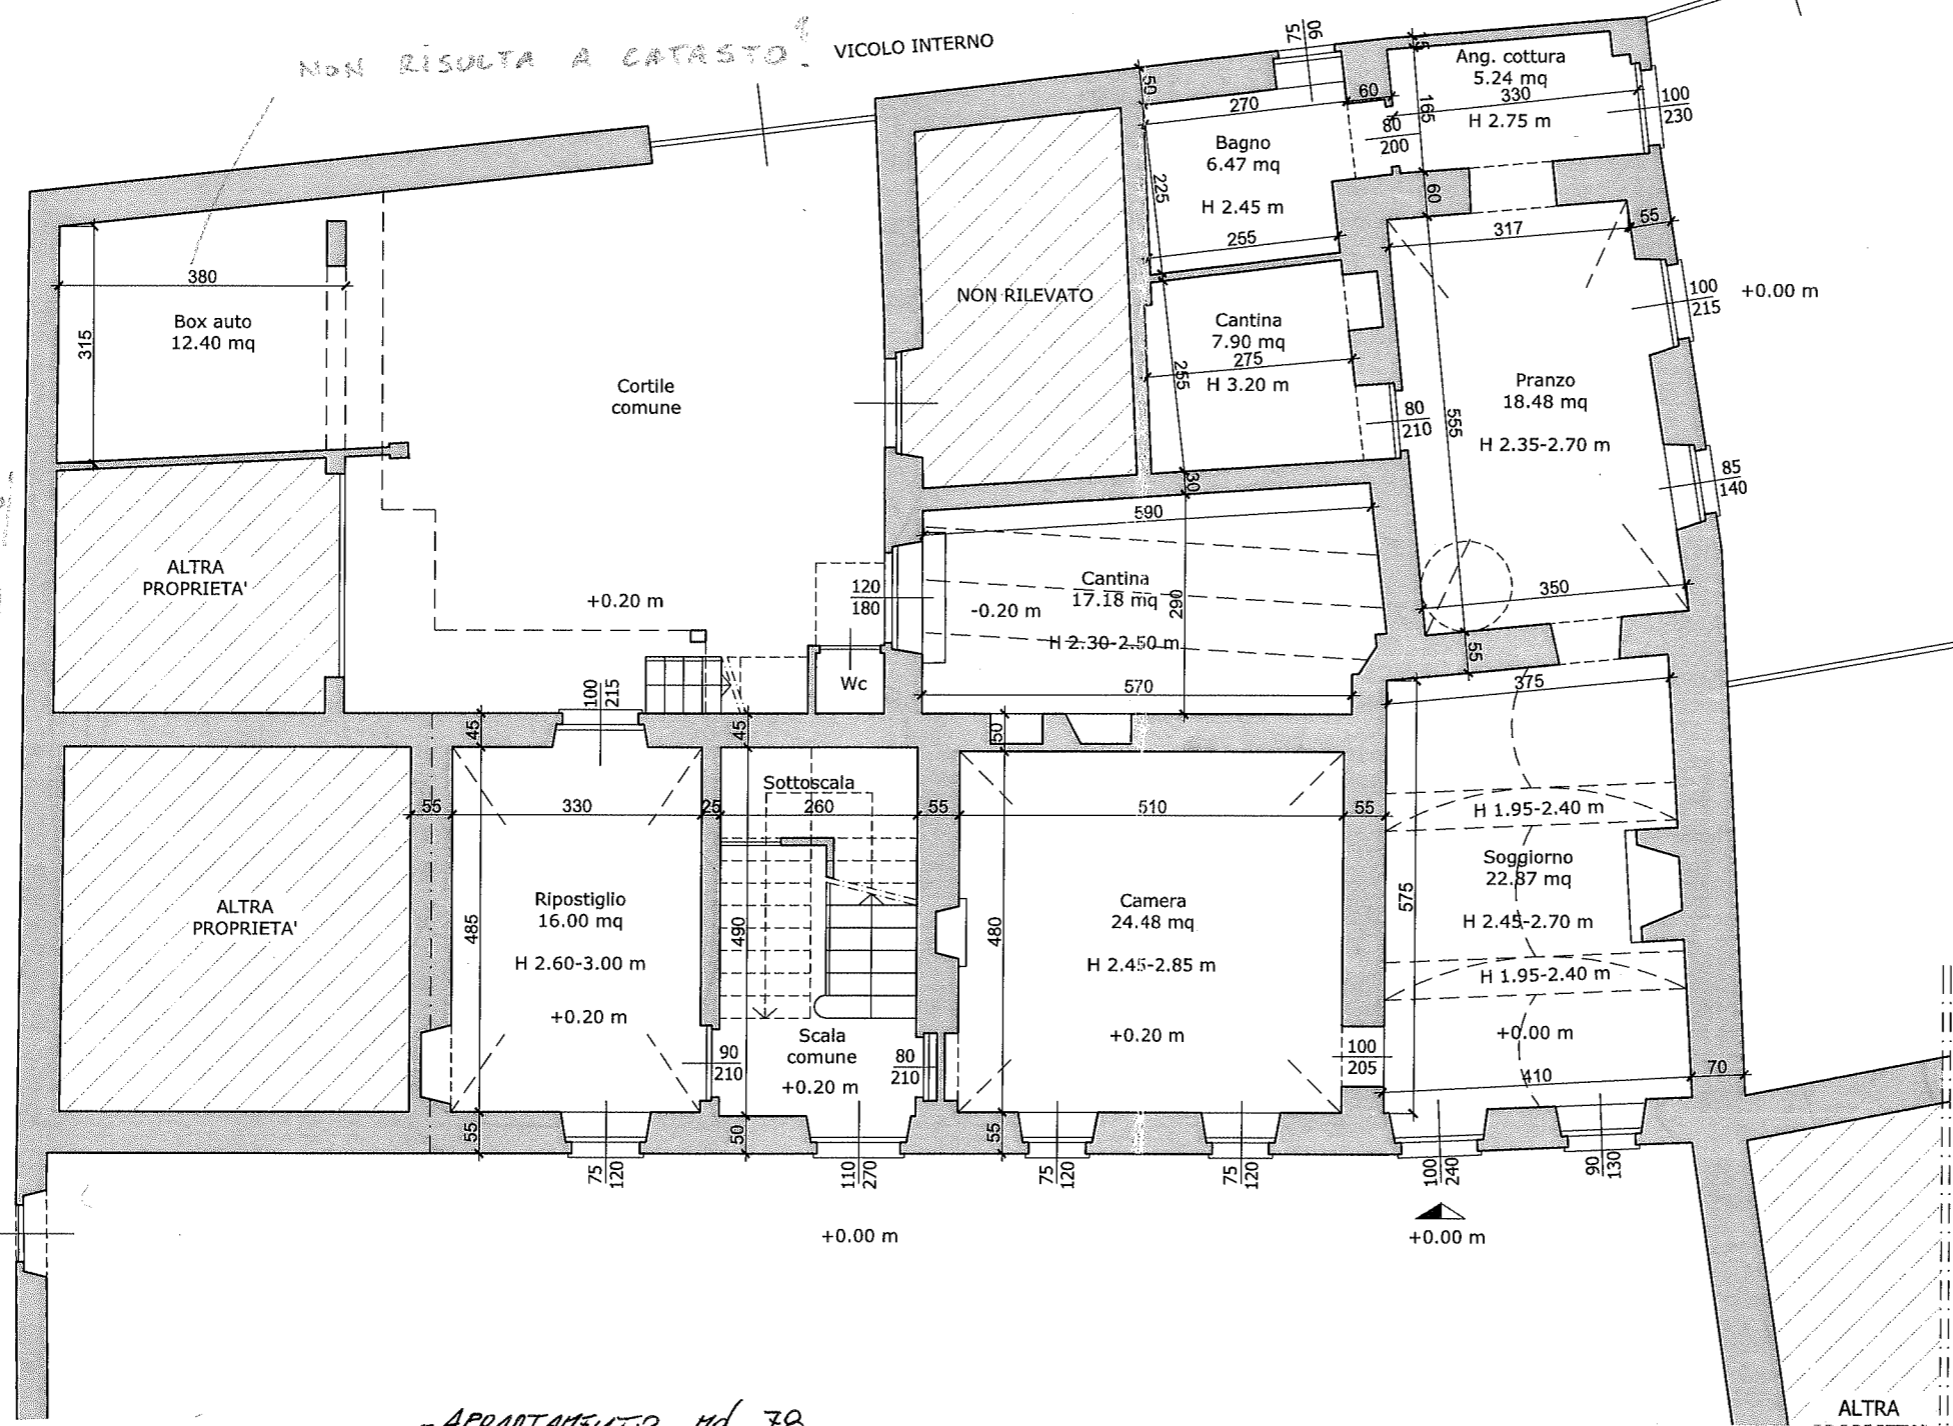 NON RISULTA A CATASTO?
VICOLO INTERNO
75
90
15
Ang. cottura
5.24 mq
330
H 2.75 m
100
230
50
270
60
165
80
200
Bagno
6.47 mq
H 2.45 m
225
255
60
317
55
380
Box auto
12.40 mq
315
Cortile
comune
NON RILEVATO
Cantina
7.90 mq
275
H 3.20 m
255
80
210
100
215
+0.00 m
Pranzo
18.48 mq
H 2.35-2.70 m
555
85
140
30
590
ALTRA
PROPRIETA'
+0.20 m
120
180
-0.20 m
Cantina
17.18 mq
290
H 2.30-2.50 m
570
350
55
375
Wc
100
215
45
45
50
Sottoscala
55
330
25
260
55
510
55
H 1.95-2.40 m
Soggiorno
22.87 mq
H 2.45-2.70 m
575
H 1.95-2.40 m
+0.00 m
ALTRA
PROPRIETA'
Ripostiglio
16.00 mq
H 2.60-3.00 m
+0.20 m
485
490
Camera
24.48 mq
H 2.45-2.85 m
+0.20 m
480
Scala
comune
+0.20 m
90
210
80
210
100
205
410
70
55
50
55
75
120
110
270
75
120
75
120
100
240
90
130
+0.00 m
+0.00 m
- APPARTAMENTO
78
ALTRA